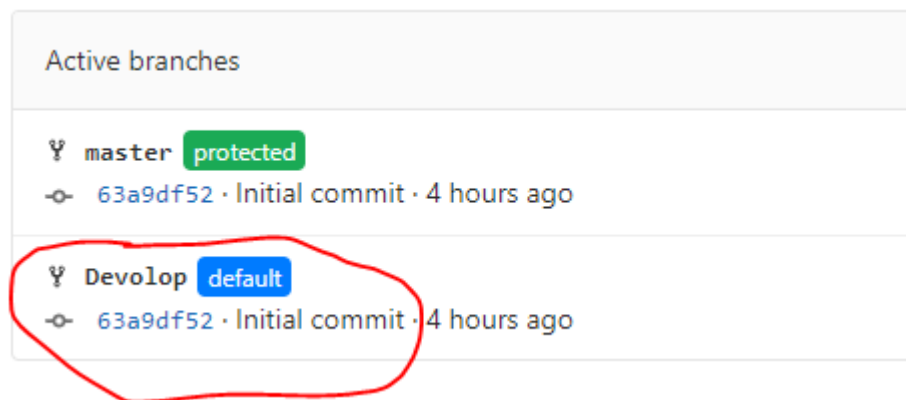 Active branches
master protected
63a9df52 · Initial commit · 4 hours ago
Devolop default
63a9df52 · Initial commit · 4 hours ago